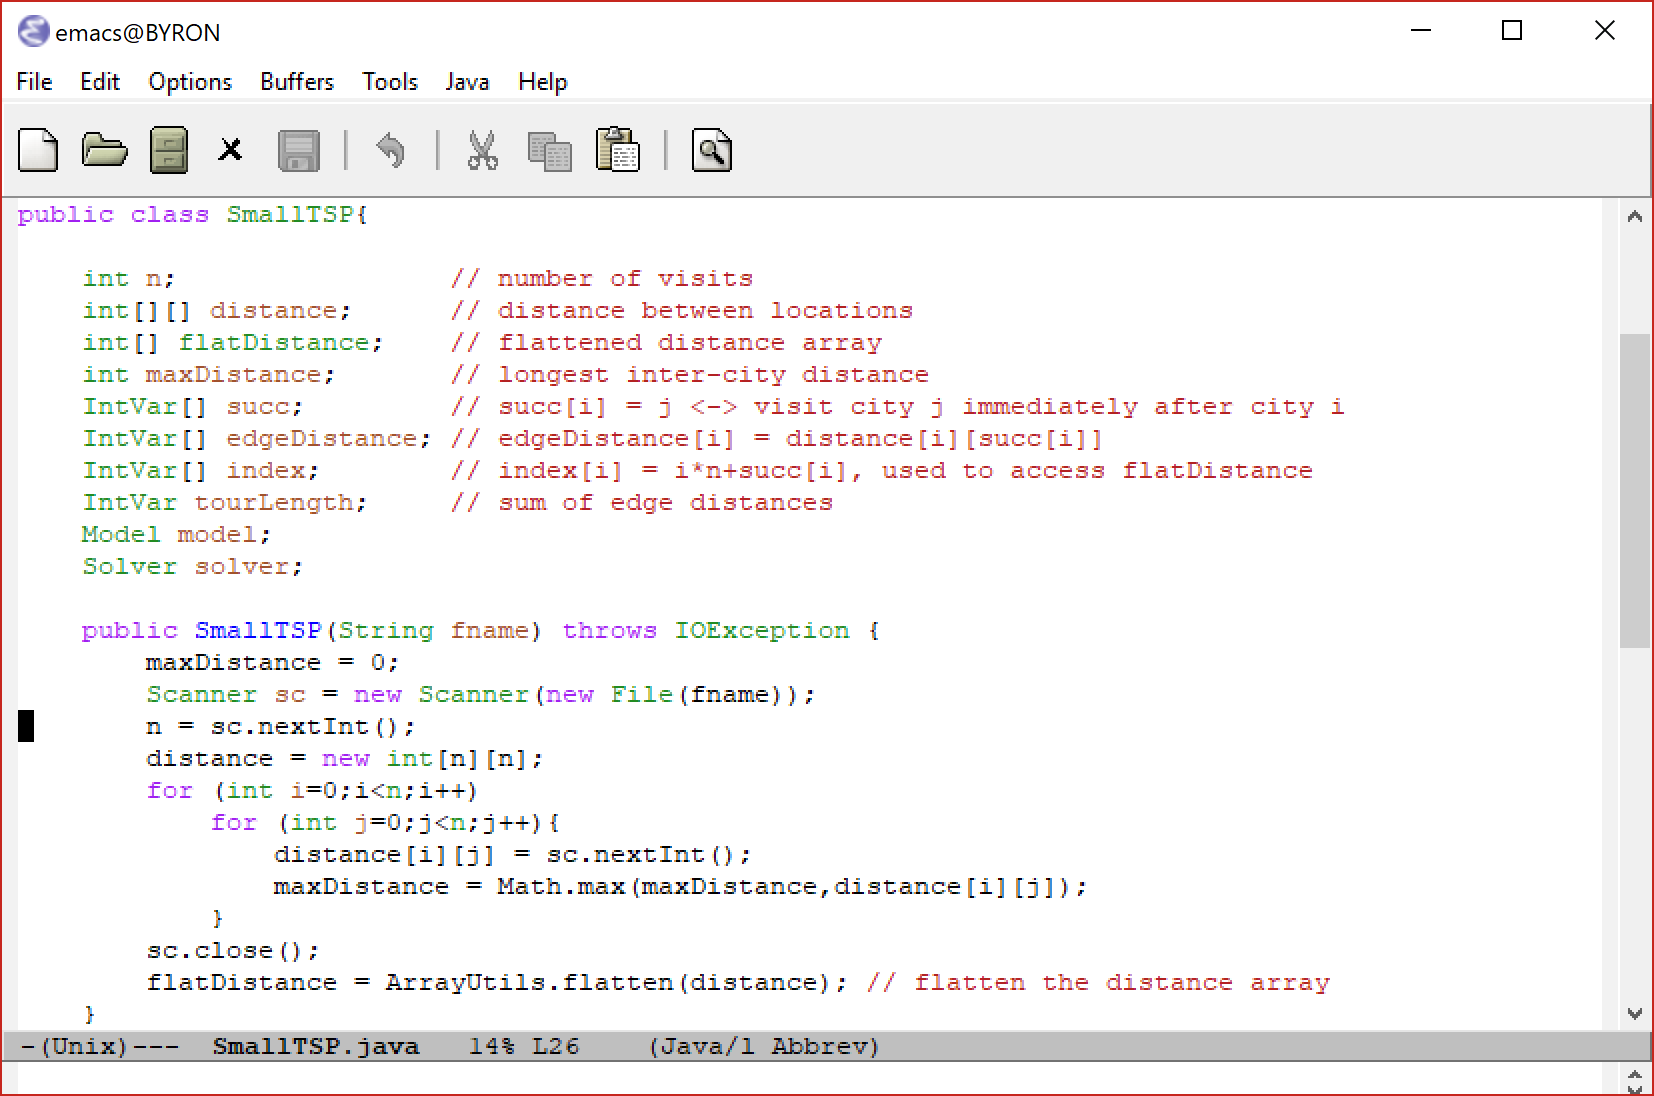 emacs@BYRON
File Edit Options Buffers Tools Java Help
public class SmallTSP{
    int n;                 // number of visits
    int[][] distance;      // distance between locations
    int[] flatDistance;    // flattened distance array
    int maxDistance;       // longest inter-city distance
    IntVar[] succ;         // succ[i] = j <-> visit city j immediately after city i
    IntVar[] edgeDistance; // edgeDistance[i] = distance[i][succ[i]]
    IntVar[] index;        // index[i] = i*n+succ[i], used to access flatDistance
    IntVar tourLength;     // sum of edge distances
    Model model;
    Solver solver;
    public SmallTSP(String fname) throws IOException {
        maxDistance = 0;
        Scanner sc = new Scanner(new File(fname));
        n = sc.nextInt();
        distance = new int[n][n];
        for (int i=0;i<n;i++)
            for (int j=0;j<n;j++){
                distance[i][j] = sc.nextInt();
                maxDistance = Math.max(maxDistance,distance[i][j]);
            }
        sc.close();
        flatDistance = ArrayUtils.flatten(distance); // flatten the distance array
    }
-(Unix)---  SmallTSP.java   14% L26    (Java/l Abbrev)